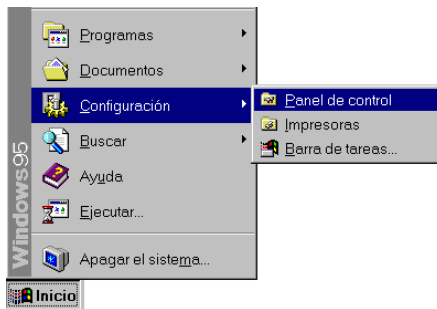 Programas
Documentos
Configuración
Buscar
Ayuda
Ejecutar...
Apagar el sistema...
Panel de control
Impresoras
Barra de tareas...
Windows95
Inicio